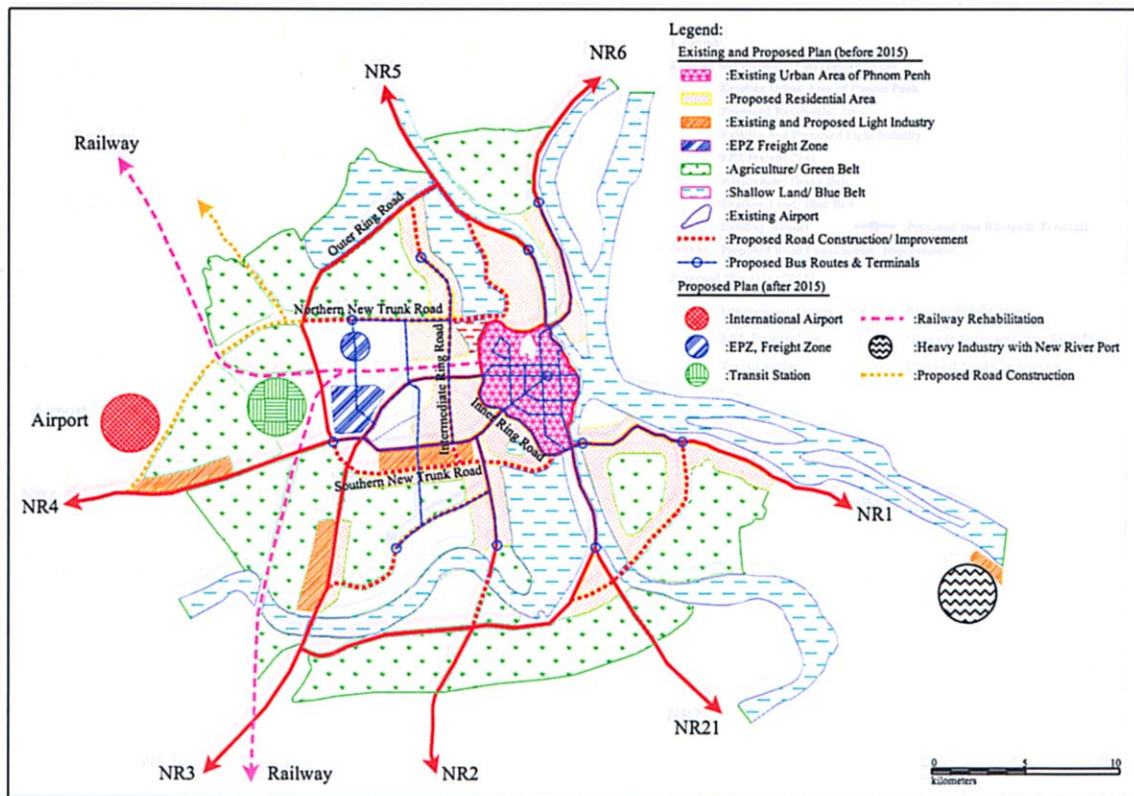 Legend:
Existing and Proposed Plan (before 2015)
:Existing Urban Area of Phnom Penh
:Proposed Residential Area
:Existing and Proposed Light Industry
:EPZ Freight Zone
:Agriculture/ Green Belt
:Shallow Land/ Blue Belt
:Existing Airport
:Proposed Road Construction/ Improvement
:Proposed Bus Routes & Terminals
Proposed Plan (after 2015)
:International Airport
:Railway Rehabilitation
:EPZ, Freight Zone
:Heavy Industry with New River Port
:Transit Station
:Proposed Road Construction
NR5
NR6
Railway
Outer Ring Road
Northern New Trunk Road
Intermediate Ring Road
Inner Ring Road
Airport
Southern New Trunk Road
NR4
NR1
NR21
NR3
Railway
NR2
0 5 10
kilometers